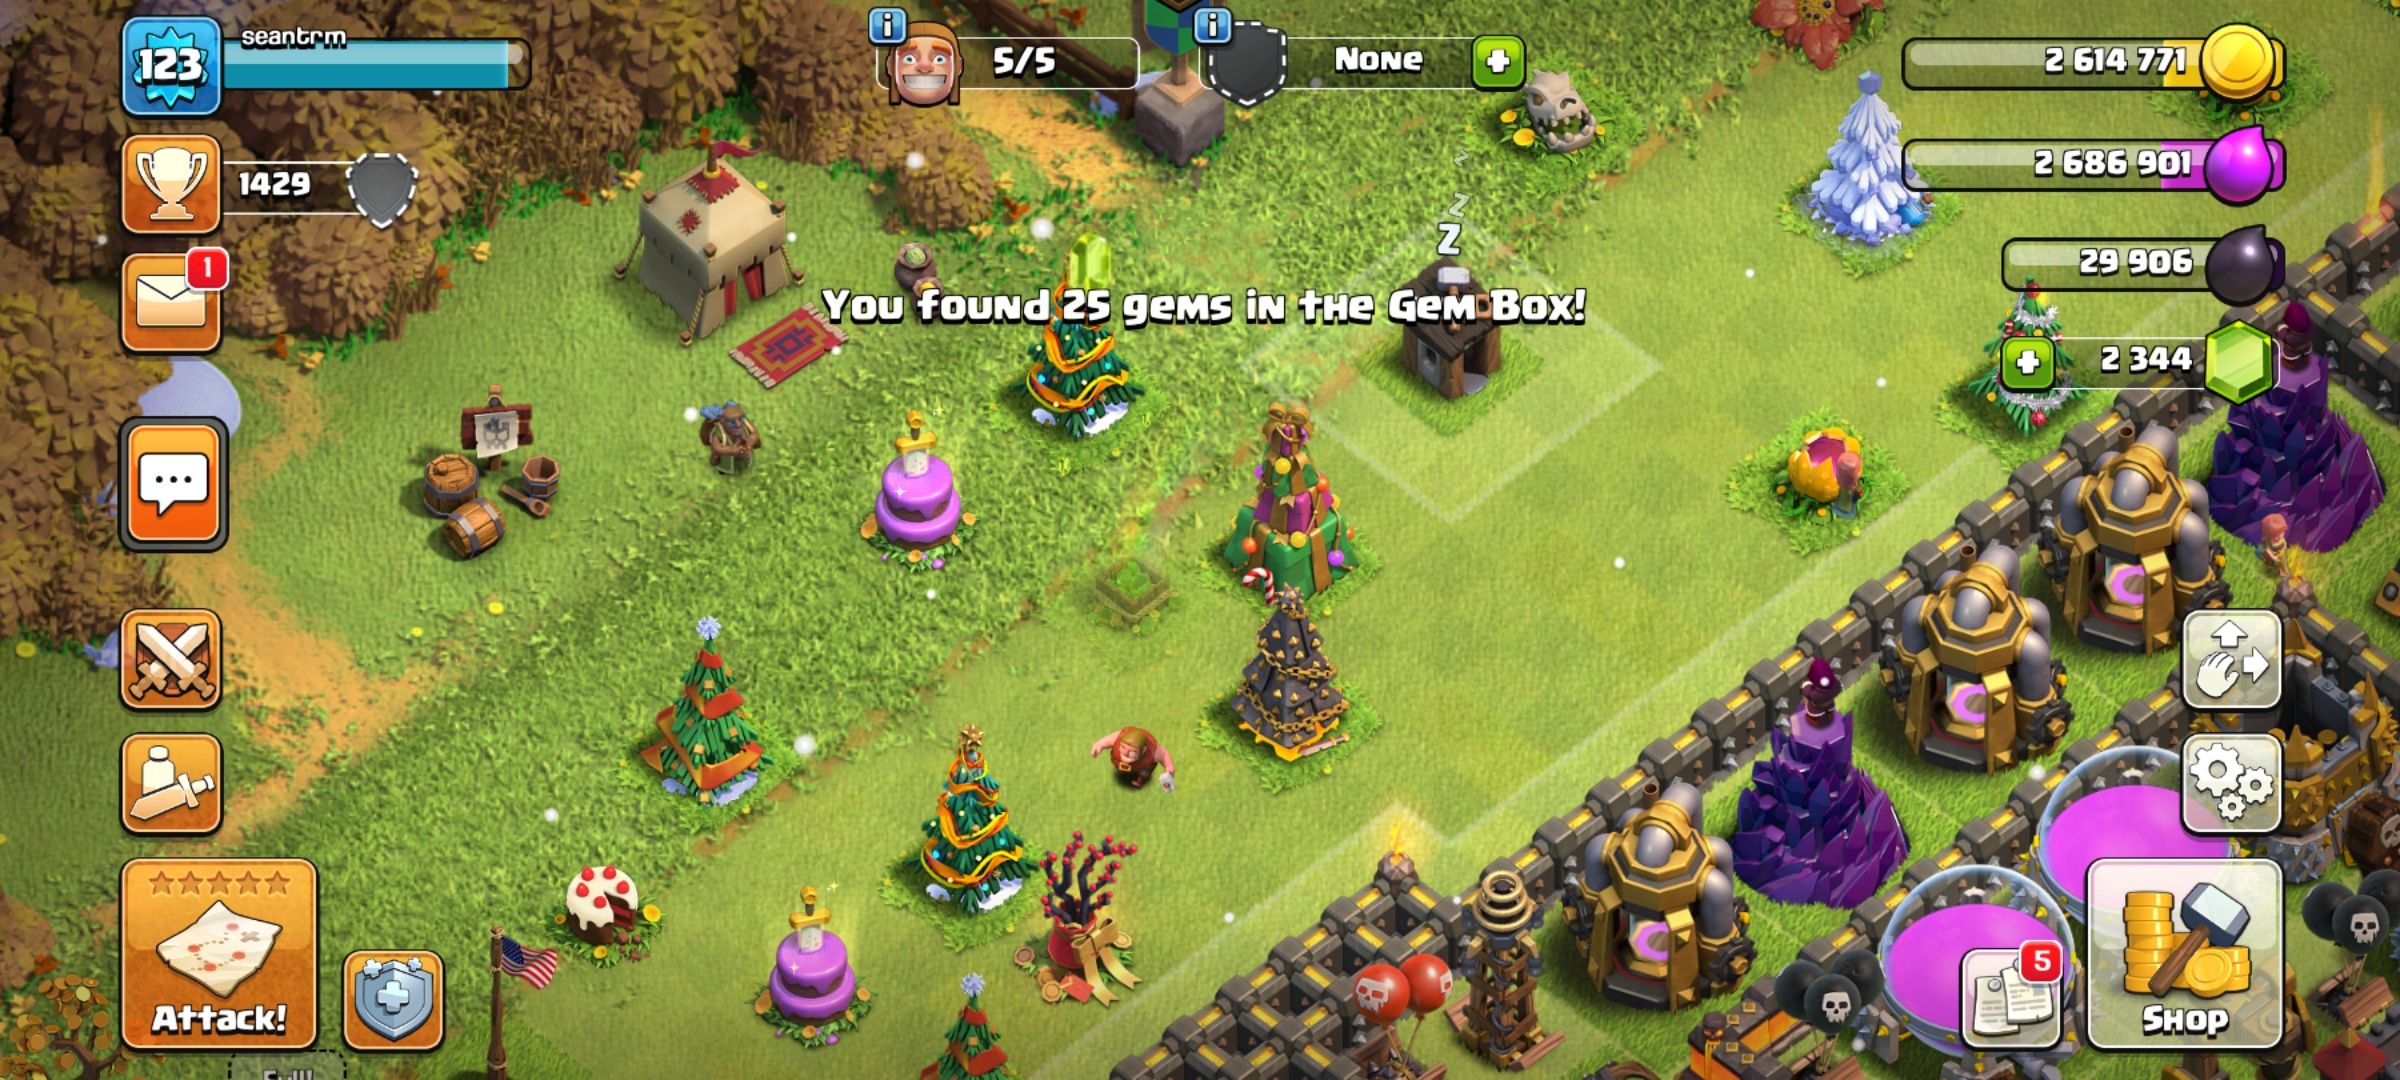 seantrm
123
5/5
None
2 614 771
1429
2 686 901
1
29 906
z
z
Z
You found 25 gems in the Gem Box!
2 344
5
Attack!
Shop